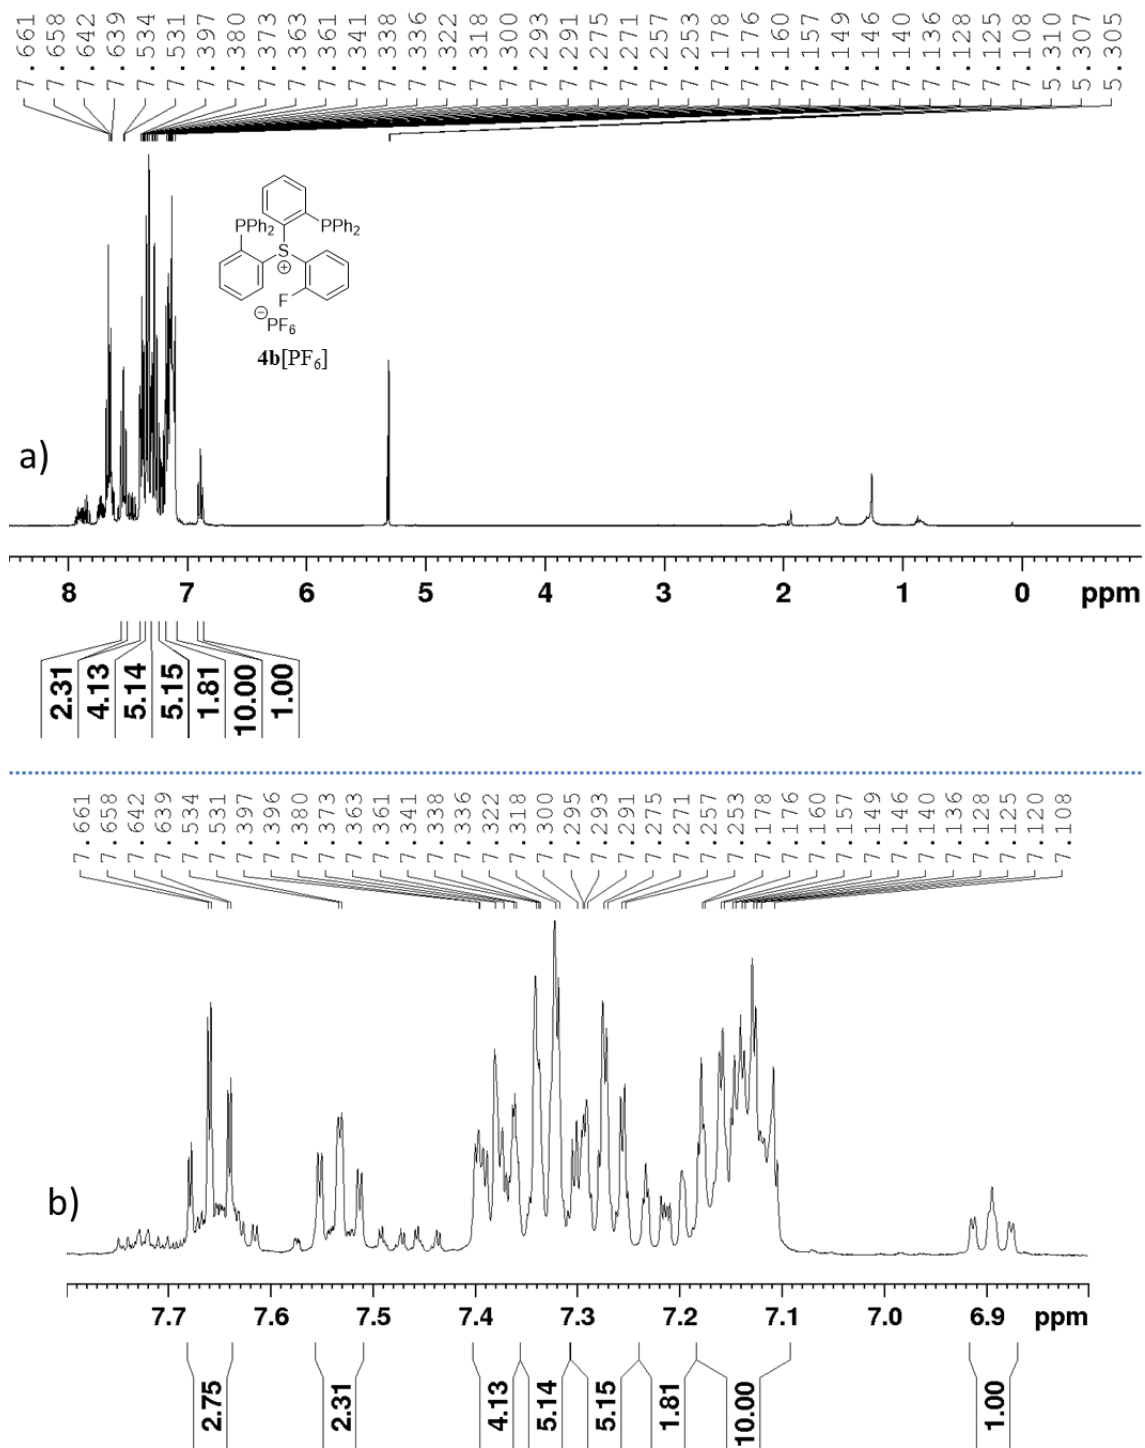 7.661 7.658 7.642 7.639 7.534 7.531 7.397 7.380 7.373 7.363 7.361 7.341 7.338 7.336 7.322 7.318 7.300 7.293 7.291 7.275 7.271 7.257 7.253 7.178 7.176 7.160 7.157 7.149 7.146 7.140 7.136 7.128 7.125 7.108 5.310 5.307 5.305
PPh2 PPh2
S
⊕
F
⊖PF6
4b[PF6]
a)
8 7 6 5 4 3 2 1 0 ppm
2.31 4.13 5.14 5.15 1.81 10.00 1.00
7.661 7.658 7.642 7.639 7.534 7.531 7.397 7.396 7.380 7.373 7.363 7.361 7.341 7.338 7.336 7.322 7.318 7.300 7.295 7.293 7.291 7.275 7.271 7.257 7.253 7.178 7.176 7.160 7.157 7.149 7.146 7.140 7.136 7.128 7.125 7.120 7.108
b)
7.7 7.6 7.5 7.4 7.3 7.2 7.1 7.0 6.9 ppm
2.75 2.31 4.13 5.14 5.15 1.81 10.00 1.00